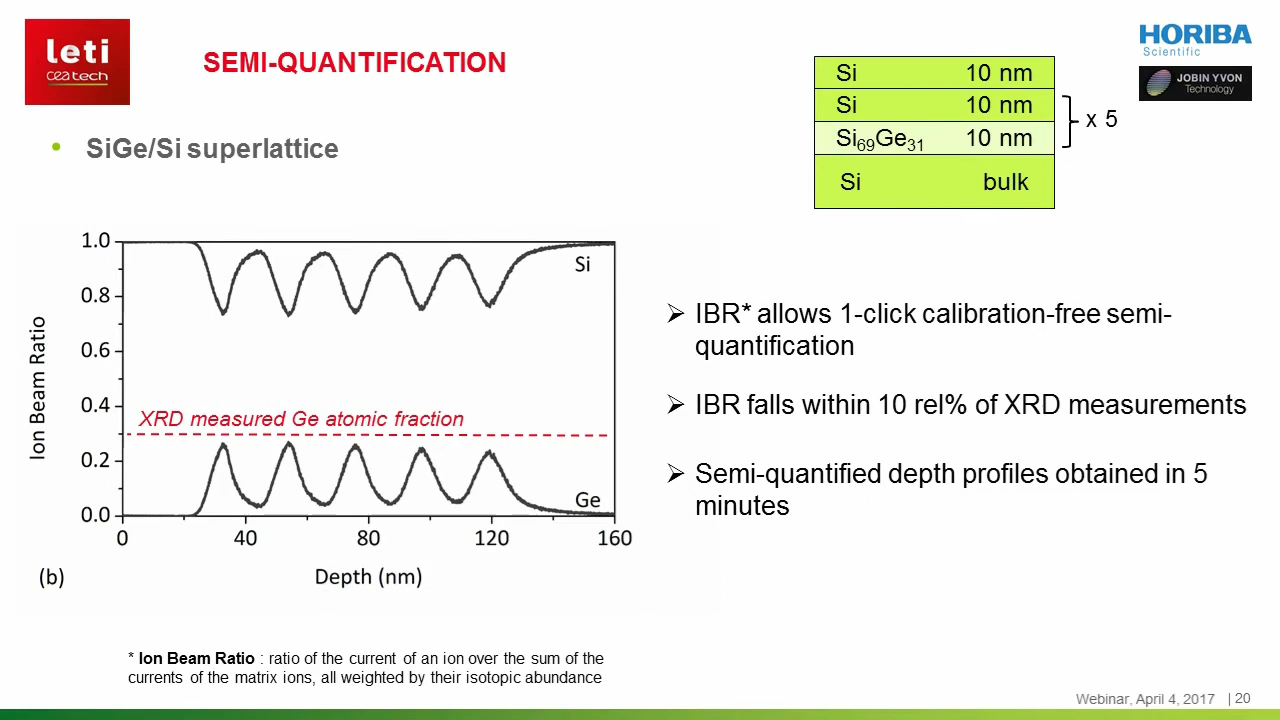 leti
ceatech
SEMI-QUANTIFICATION
HORIBA
Scientific
JOBIN YVON
Technology
• SiGe/Si superlattice
Si 10 nm
Si 10 nm
Si69Ge31 10 nm
x 5
Si bulk
1.0
0.8
0.6
0.4
0.2
0.0
Ion Beam Ratio
Si
XRD measured Ge atomic fraction
Ge
0 40 80 120 160
(b) Depth (nm)
➢ IBR* allows 1-click calibration-free semi-
quantification
➢ IBR falls within 10 rel% of XRD measurements
➢ Semi-quantified depth profiles obtained in 5
minutes
* Ion Beam Ratio : ratio of the current of an ion over the sum of the
currents of the matrix ions, all weighted by their isotopic abundance
Webinar, April 4, 2017 | 20